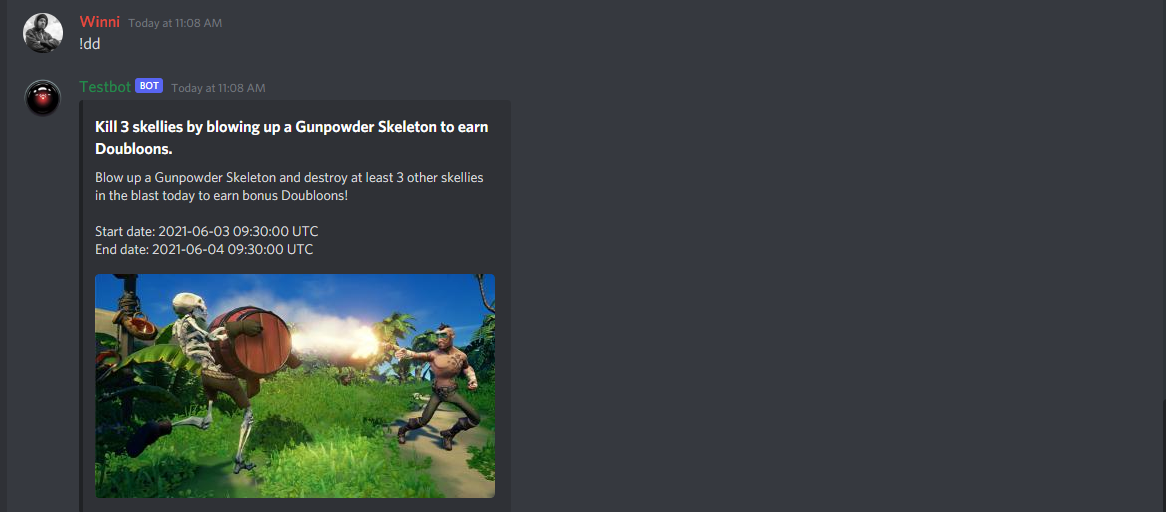 Winni Today at 11:08 AM
!dd
Testbot BOT Today at 11:08 AM
Kill 3 skellies by blowing up a Gunpowder Skeleton to earn
Doubloons.
Blow up a Gunpowder Skeleton and destroy at least 3 other skellies
in the blast today to earn bonus Doubloons!
Start date: 2021-06-03 09:30:00 UTC
End date: 2021-06-04 09:30:00 UTC